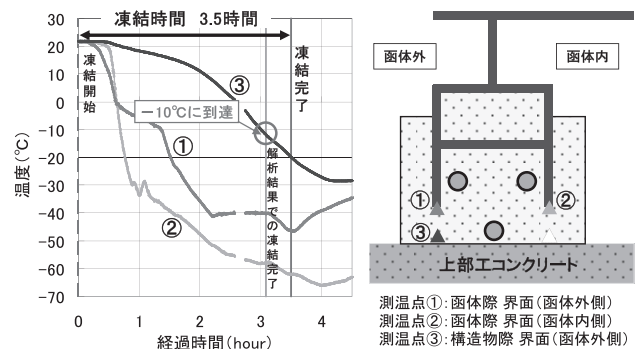 凍結時間 3.5時間
30
20
10
0
−10
−20
−30
−40
−50
−60
−70
温度(℃)
凍結開始
凍結完了
③
−10℃に到達
①
②
解析結果での凍結完了
0
1
2
3
4
経過時間(hour)
函体外
函体内
①
②
③
上部工コンクリート
測温点①:函体際 界面(函体外側)
測温点②:函体際 界面(函体内側)
測温点③:構造物際 界面(函体外側)